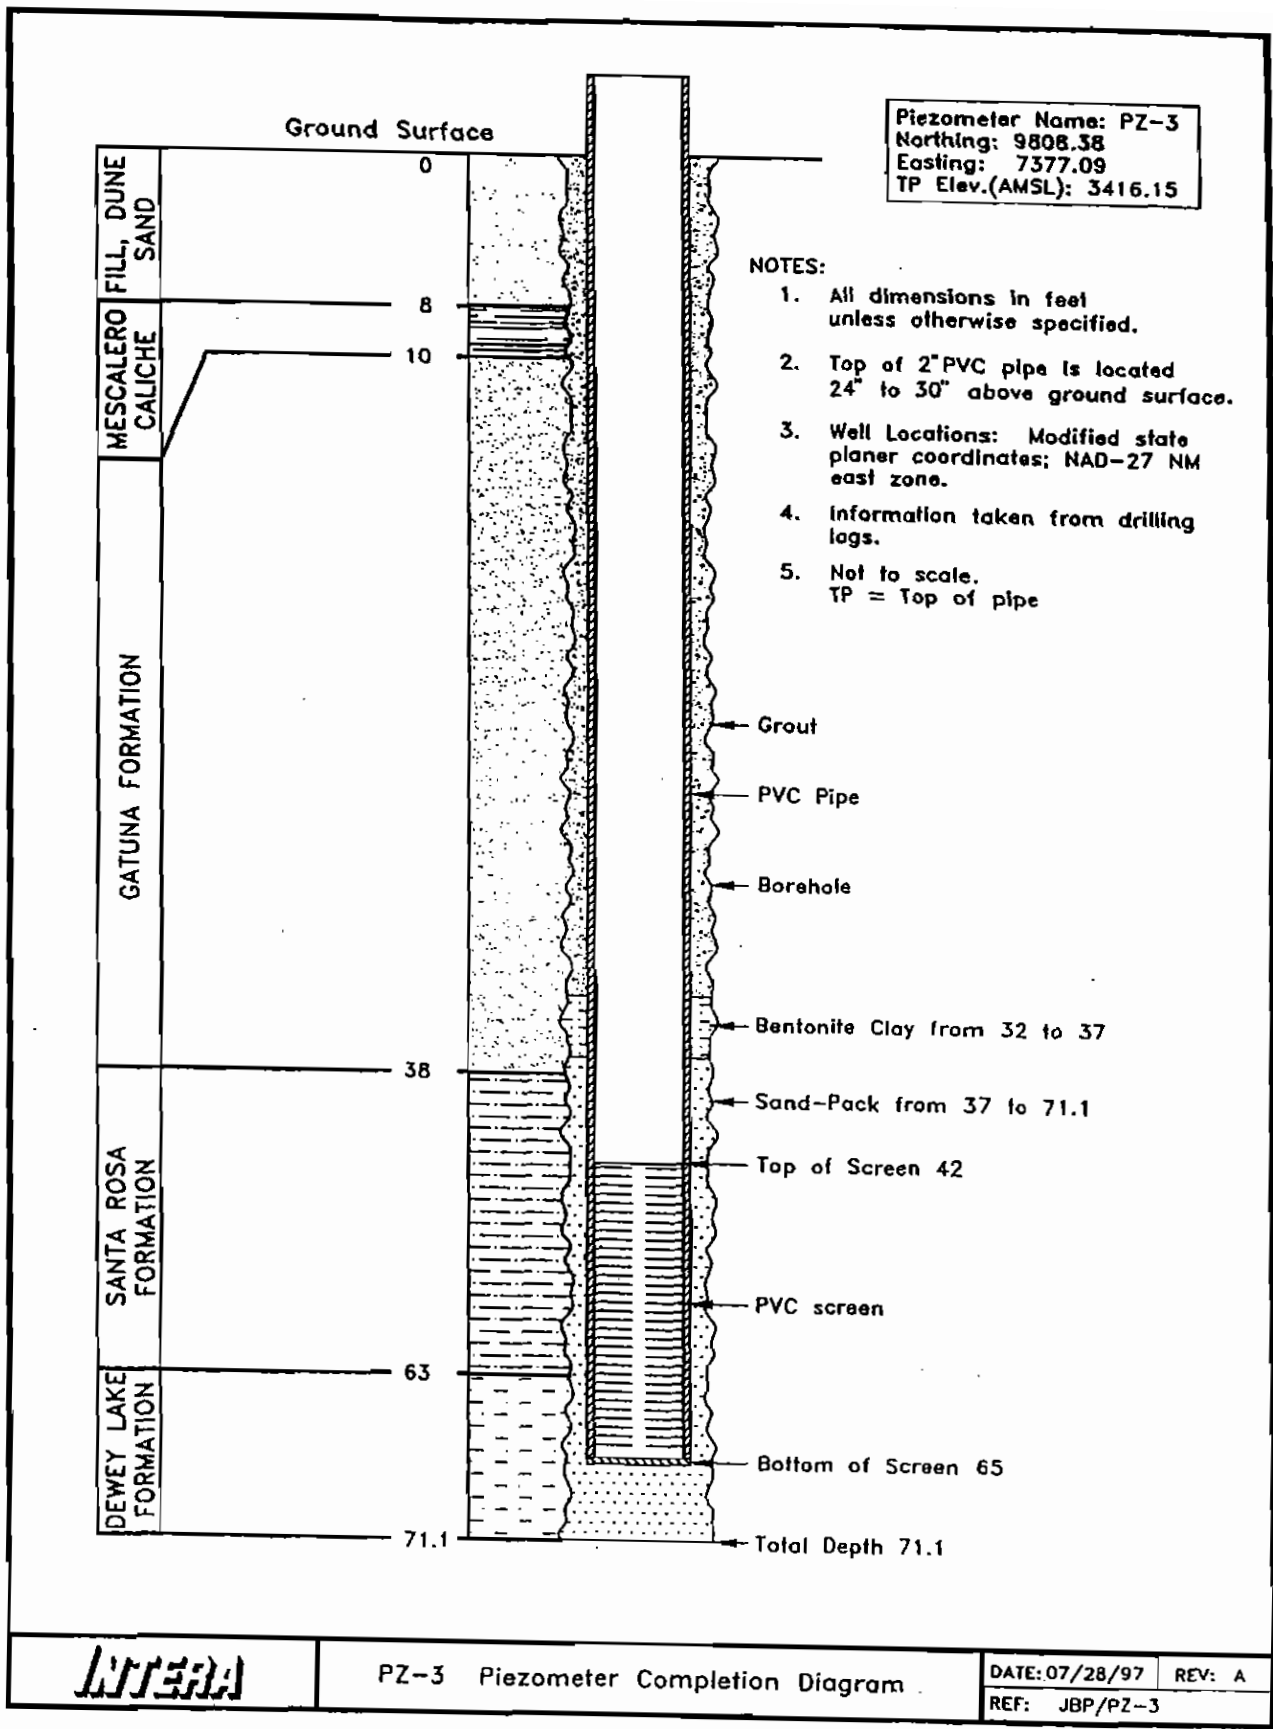 Ground Surface
Piezometer Name: PZ-3
Northing: 9808.38
Easting: 7377.09
TP Elev.(AMSL): 3416.15
FILL, DUNE
SAND
MESCALERO
CALICHE
GATUNA FORMATION
SANTA ROSA
FORMATION
DEWEY LAKE
FORMATION
0
8
10
38
63
71.1
NOTES:
1. All dimensions in feet
unless otherwise specified.
2. Top of 2" PVC pipe is located
24" to 30" above ground surface.
3. Well Locations: Modified state
planer coordinates; NAD-27 NM
east zone.
4. Information taken from drilling
logs.
5. Not to scale.
TP = Top of pipe
Grout
PVC Pipe
Borehole
Bentonite Clay from 32 to 37
Sand-Pack from 37 to 71.1
Top of Screen 42
PVC screen
Bottom of Screen 65
Total Depth 71.1
INTERA
PZ-3 Piezometer Completion Diagram
DATE: 07/28/97
REV: A
REF: JBP/PZ-3